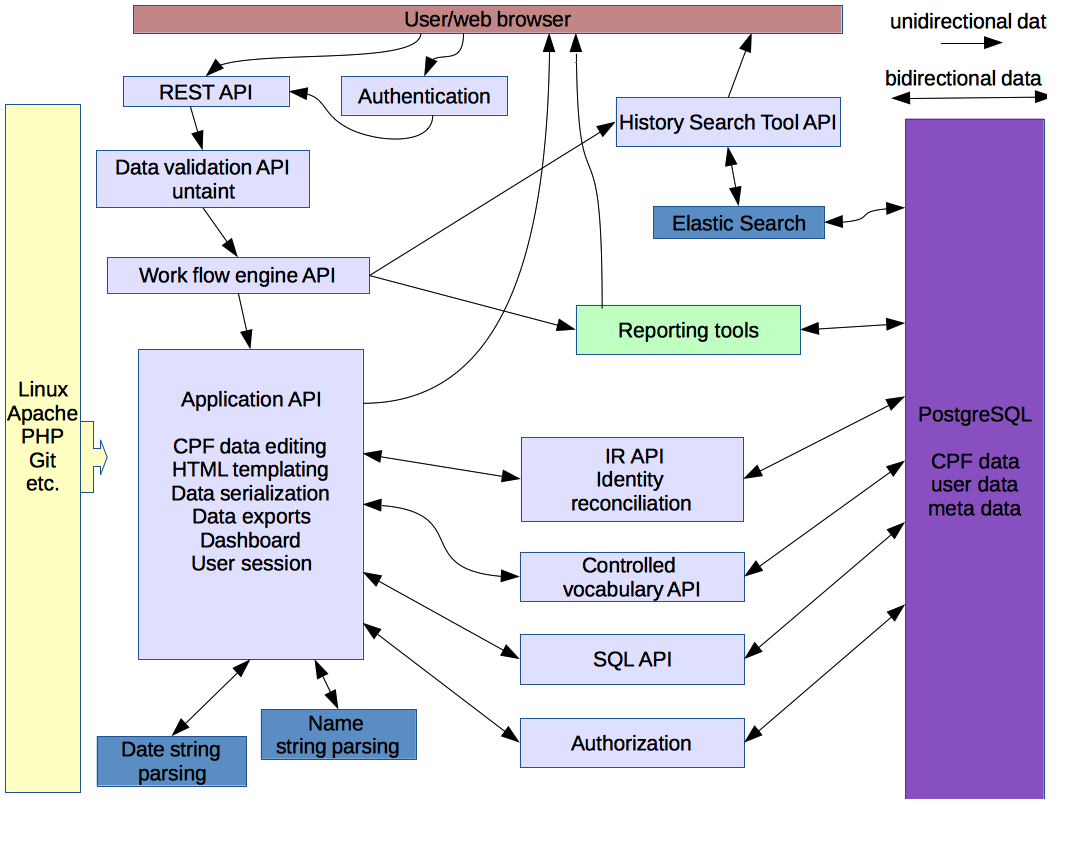 User/web browser
unidirectional dat
bidirectional data
REST API
Authentication
History Search Tool API
Data validation API
untaint
Elastic Search
Work flow engine API
Reporting tools
Linux
Apache
PHP
Git
etc.
Application API
CPF data editing
HTML templating
Data serialization
Data exports
Dashboard
User session
IR API
Identity
reconciliation
Controlled
vocabulary API
SQL API
Authorization
PostgreSQL
CPF data
user data
meta data
Name
string parsing
Date string
parsing